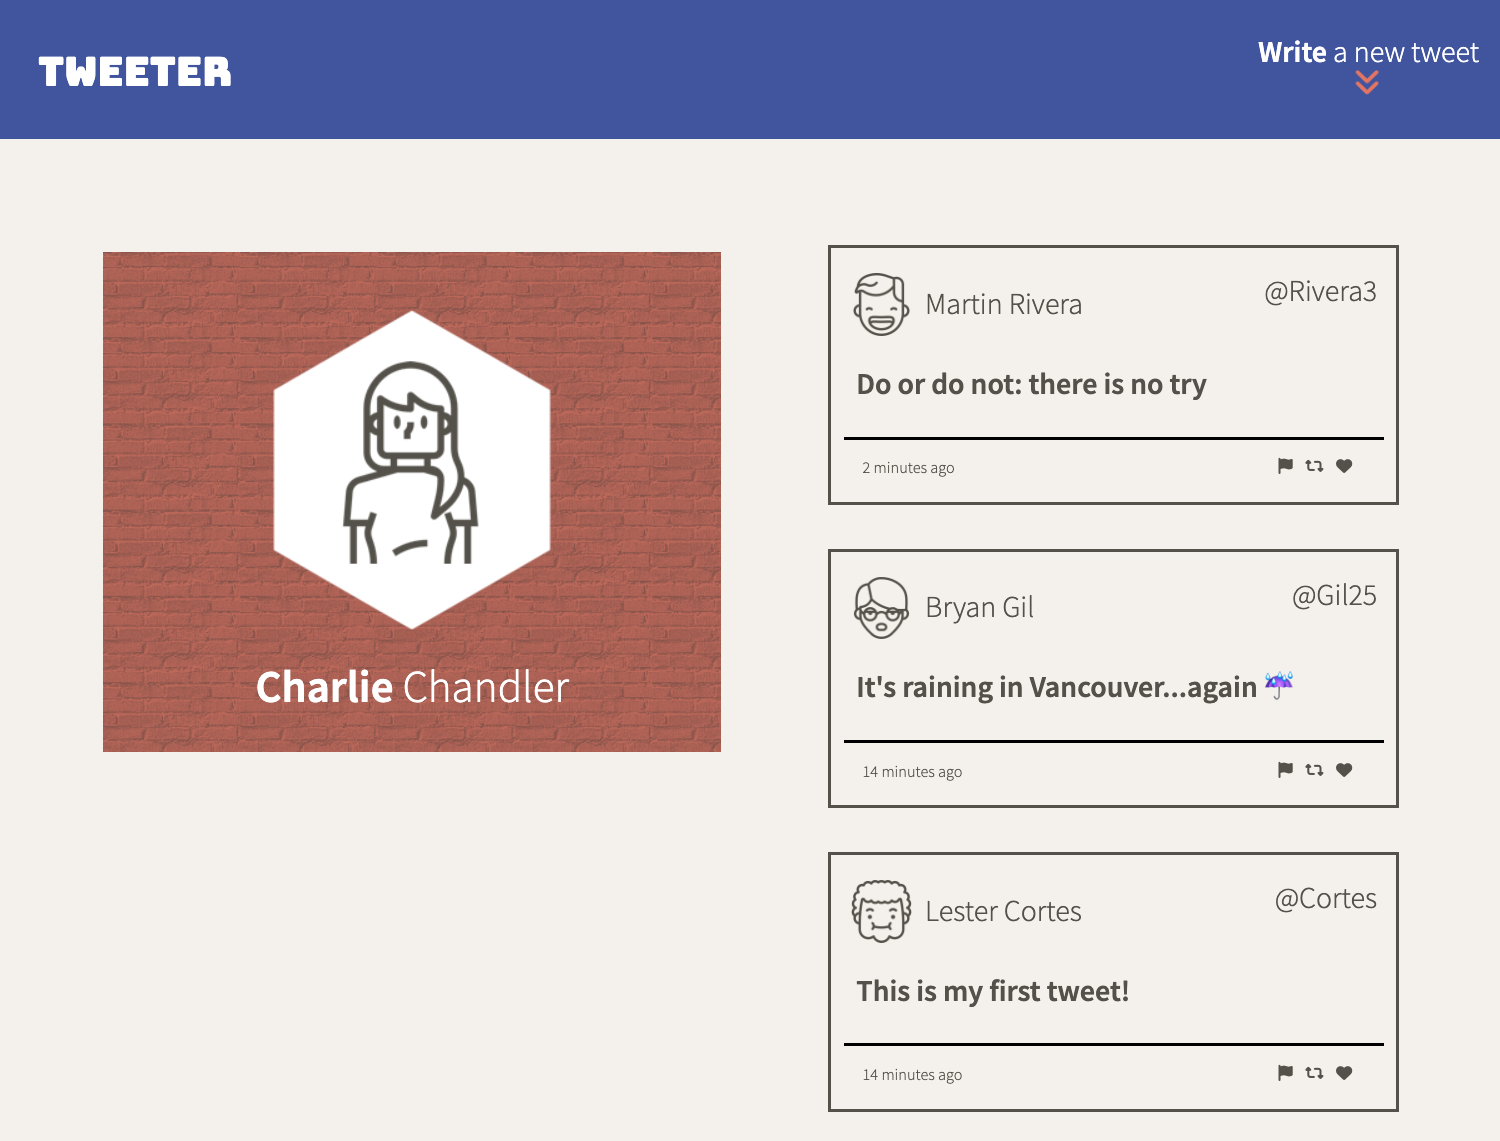 TWEETER
Write a new tweet
Charlie Chandler
Martin Rivera
@Rivera3
Do or do not: there is no try
2 minutes ago
Bryan Gil
@Gil25
It's raining in Vancouver...again ☔
14 minutes ago
Lester Cortes
@Cortes
This is my first tweet!
14 minutes ago